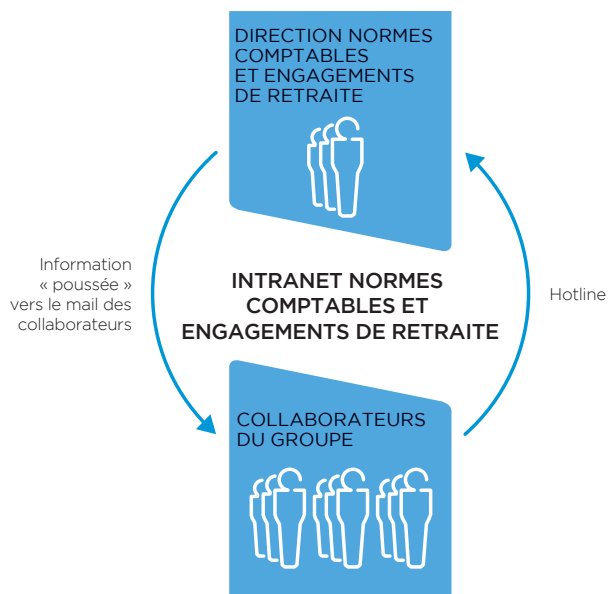 DIRECTION NORMES
COMPTABLES
ET ENGAGEMENTS
DE RETRAITE
Information
« poussée »
vers le mail des
collaborateurs
INTRANET NORMES
COMPTABLES ET
ENGAGEMENTS DE RETRAITE
Hotline
COLLABORATEURS
DU GROUPE